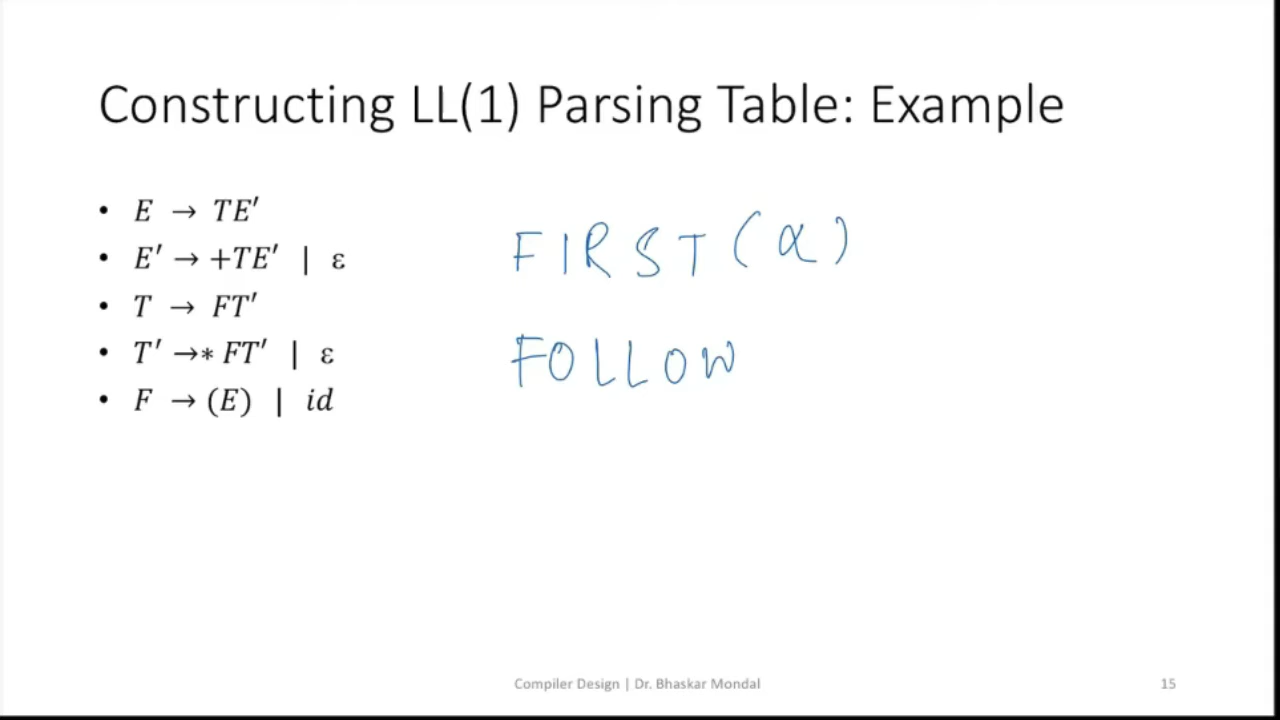 Constructing LL(1) Parsing Table: Example
• E → TE′
• E′ → +TE′ | ε
• T → FT′
• T′ →∗ FT′ | ε
• F → (E) | id
FIRST(α)
FOLLOW
Compiler Design | Dr. Bhaskar Mondal
15